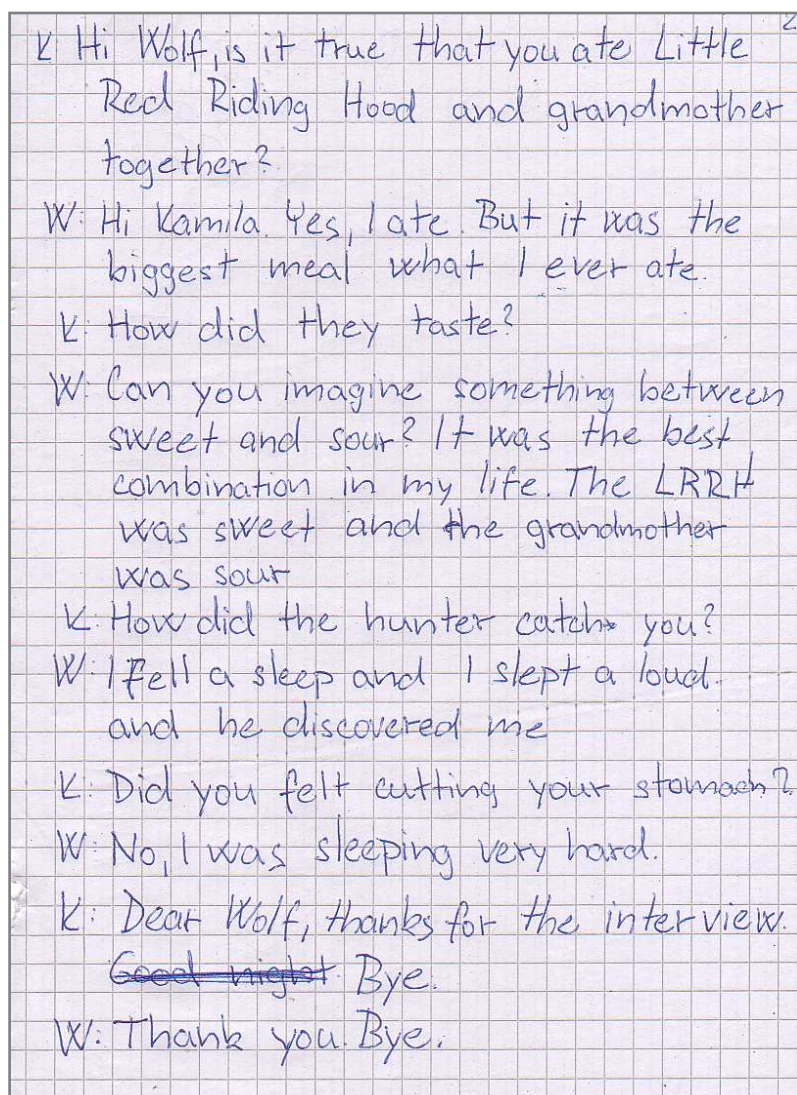 2
K Hi Wolf, is it true that you ate Little
Red Riding Hood and grandmother
together?
W: Hi Kamila. Yes, I ate. But it was the
biggest meal what I ever ate.
K: How did they taste?
W: Can you imagine something between
sweet and sour? It was the best
combination in my life. The LRRH
was sweet and the grandmother
was sour
K: How did the hunter catch you?
W: I fell a sleep and I slept a loud.
and he discovered me
K: Did you felt cutting your stomach?
W: No, I was sleeping very hard.
K: Dear Wolf, thanks for the interview.
Good night. Bye.
W: Thank you. Bye.